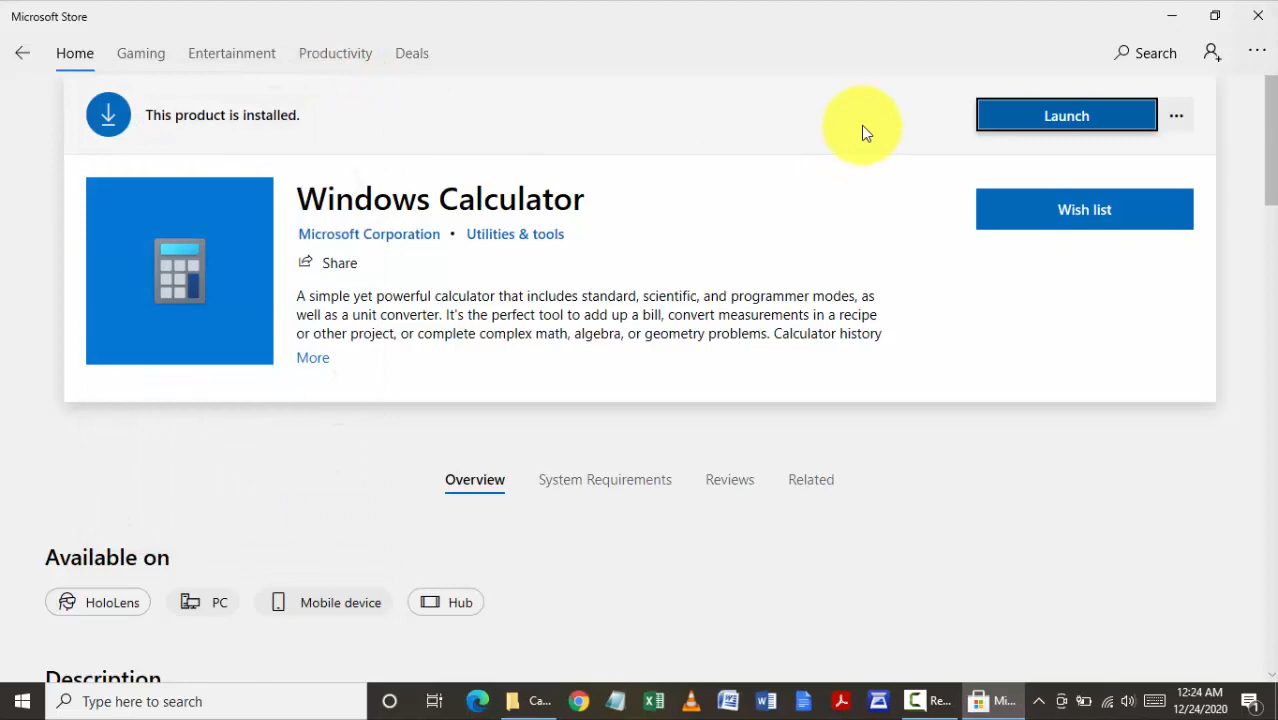 Microsoft Store
Home Gaming Entertainment Productivity Deals Search
This product is installed.
Launch
Windows Calculator
Wish list
Microsoft Corporation • Utilities & tools
Share
A simple yet powerful calculator that includes standard, scientific, and programmer modes, as
well as a unit converter. It's the perfect tool to add up a bill, convert measurements in a recipe
or other project, or complete complex math, algebra, or geometry problems. Calculator history
More
Overview System Requirements Reviews Related
Available on
HoloLens PC Mobile device Hub
Description
Type here to search Ca... Re... Mi... 12:24 AM
12/24/2020 1